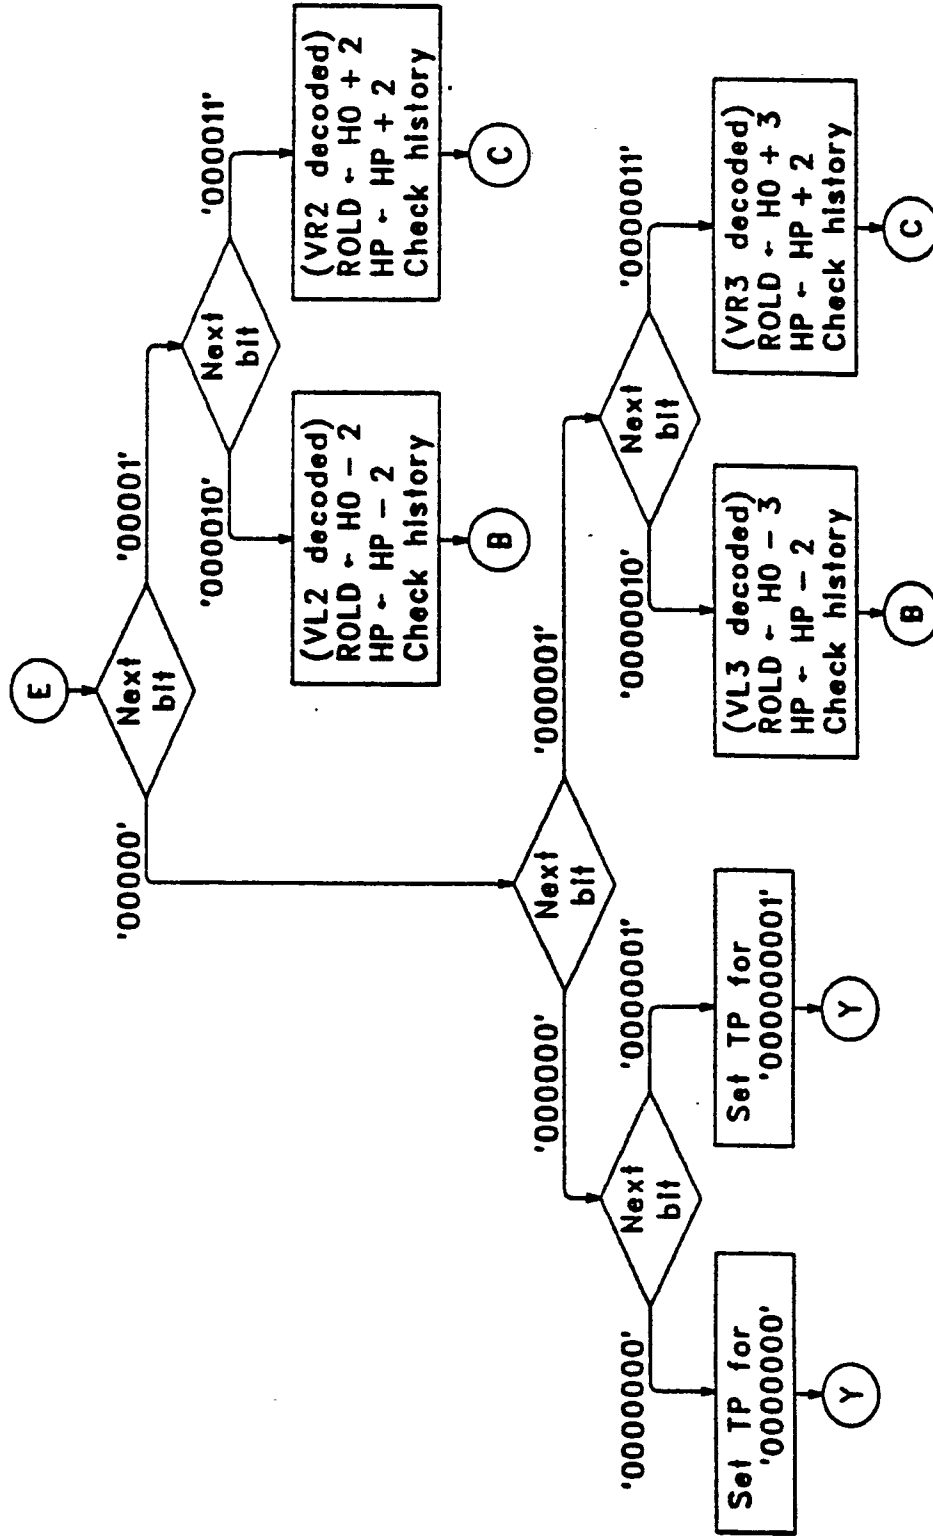 E
Next
bit
'00000'
'00001'
Next
bit
'000010'
'000011'
(VL2 decoded)
ROLD ← H0 – 2
HP ← HP – 2
Check history
B
(VR2 decoded)
ROLD ← H0 + 2
HP ← HP + 2
Check history
C
Next
bit
'000000'
'000001'
Next
bit
'0000000'
'0000001'
Set TP for
'0000000'
Y
Set TP for
'00000001'
Y
Next
bit
'0000010'
'0000011'
(VL3 decoded)
ROLD ← H0 – 3
HP ← HP – 2
Check history
B
(VR3 decoded)
ROLD ← H0 + 3
HP ← HP + 2
Check history
C